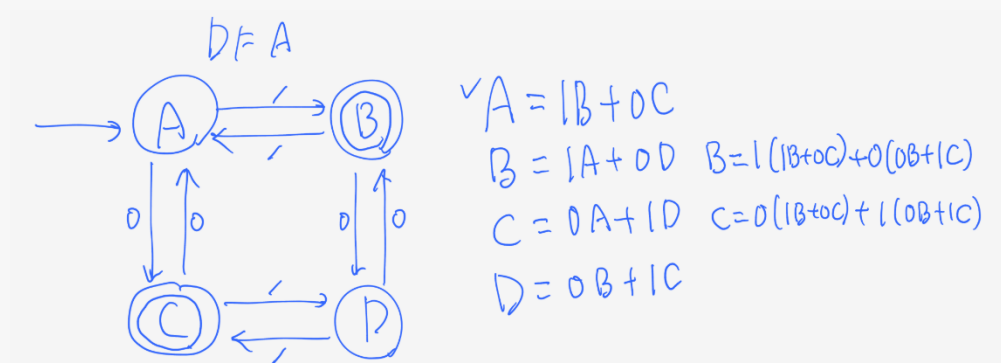 DFA
A
1
B
1
0
0
0
0
C
1
D
1
✓A = 1B + 0C
B = 1A + 0D B = 1(1B+0C)+0(0B+1C)
C = 0A + 1D C = 0(1B+0C)+1(0B+1C)
D = 0B + 1C